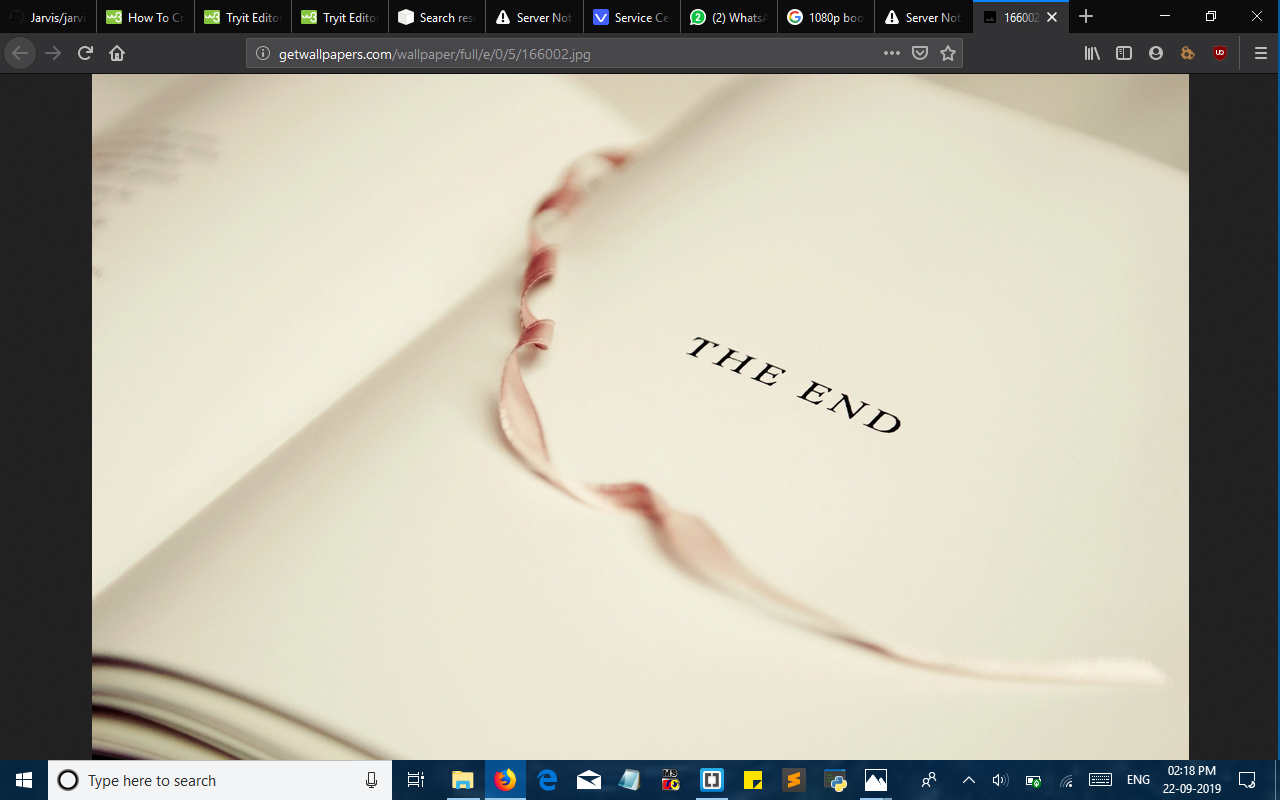 Jarvis/jarvi
How To Cr
Tryit Edito
Tryit Edito
Search res
Server Not
Service Ce
(2) WhatsA
1080p boo
Server Not
166002
getwallpapers.com/wallpaper/full/e/0/5/166002.jpg
THE END
Type here to search
ENG
02:18 PM
22-09-2019